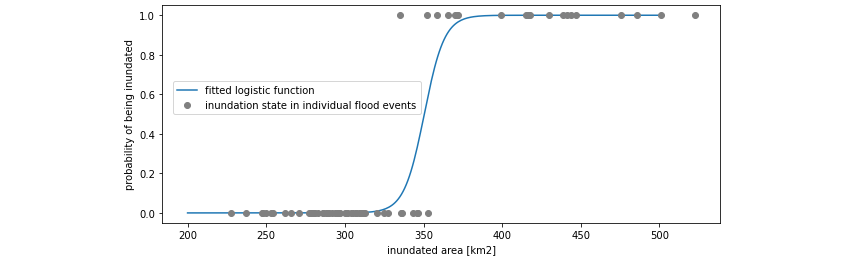 1.0
0.8
0.6
0.4
0.2
0.0
probability of being inundated
fitted logistic function
inundation state in individual flood events
200 250 300 350 400 450 500
inundated area [km2]